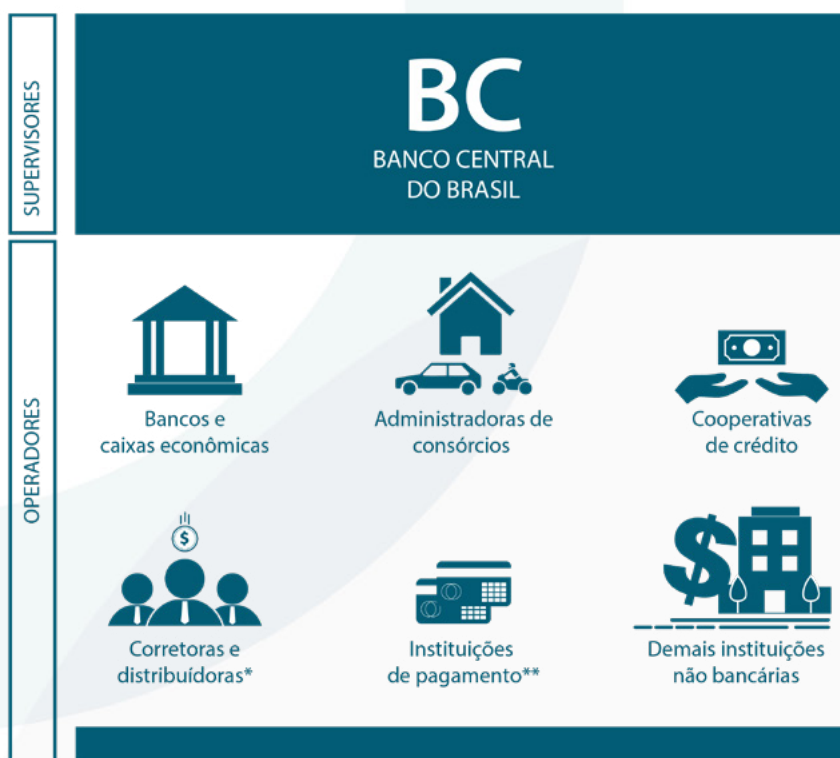 SUPERVISORES
BC
BANCO CENTRAL
DO BRASIL
OPERADORES
Bancos e
caixas econômicas
Administradoras de
consórcios
Cooperativas
de crédito
$
Corretoras e
distribuídoras*
Instituições
de pagamento**
$
Demais instituições
não bancárias